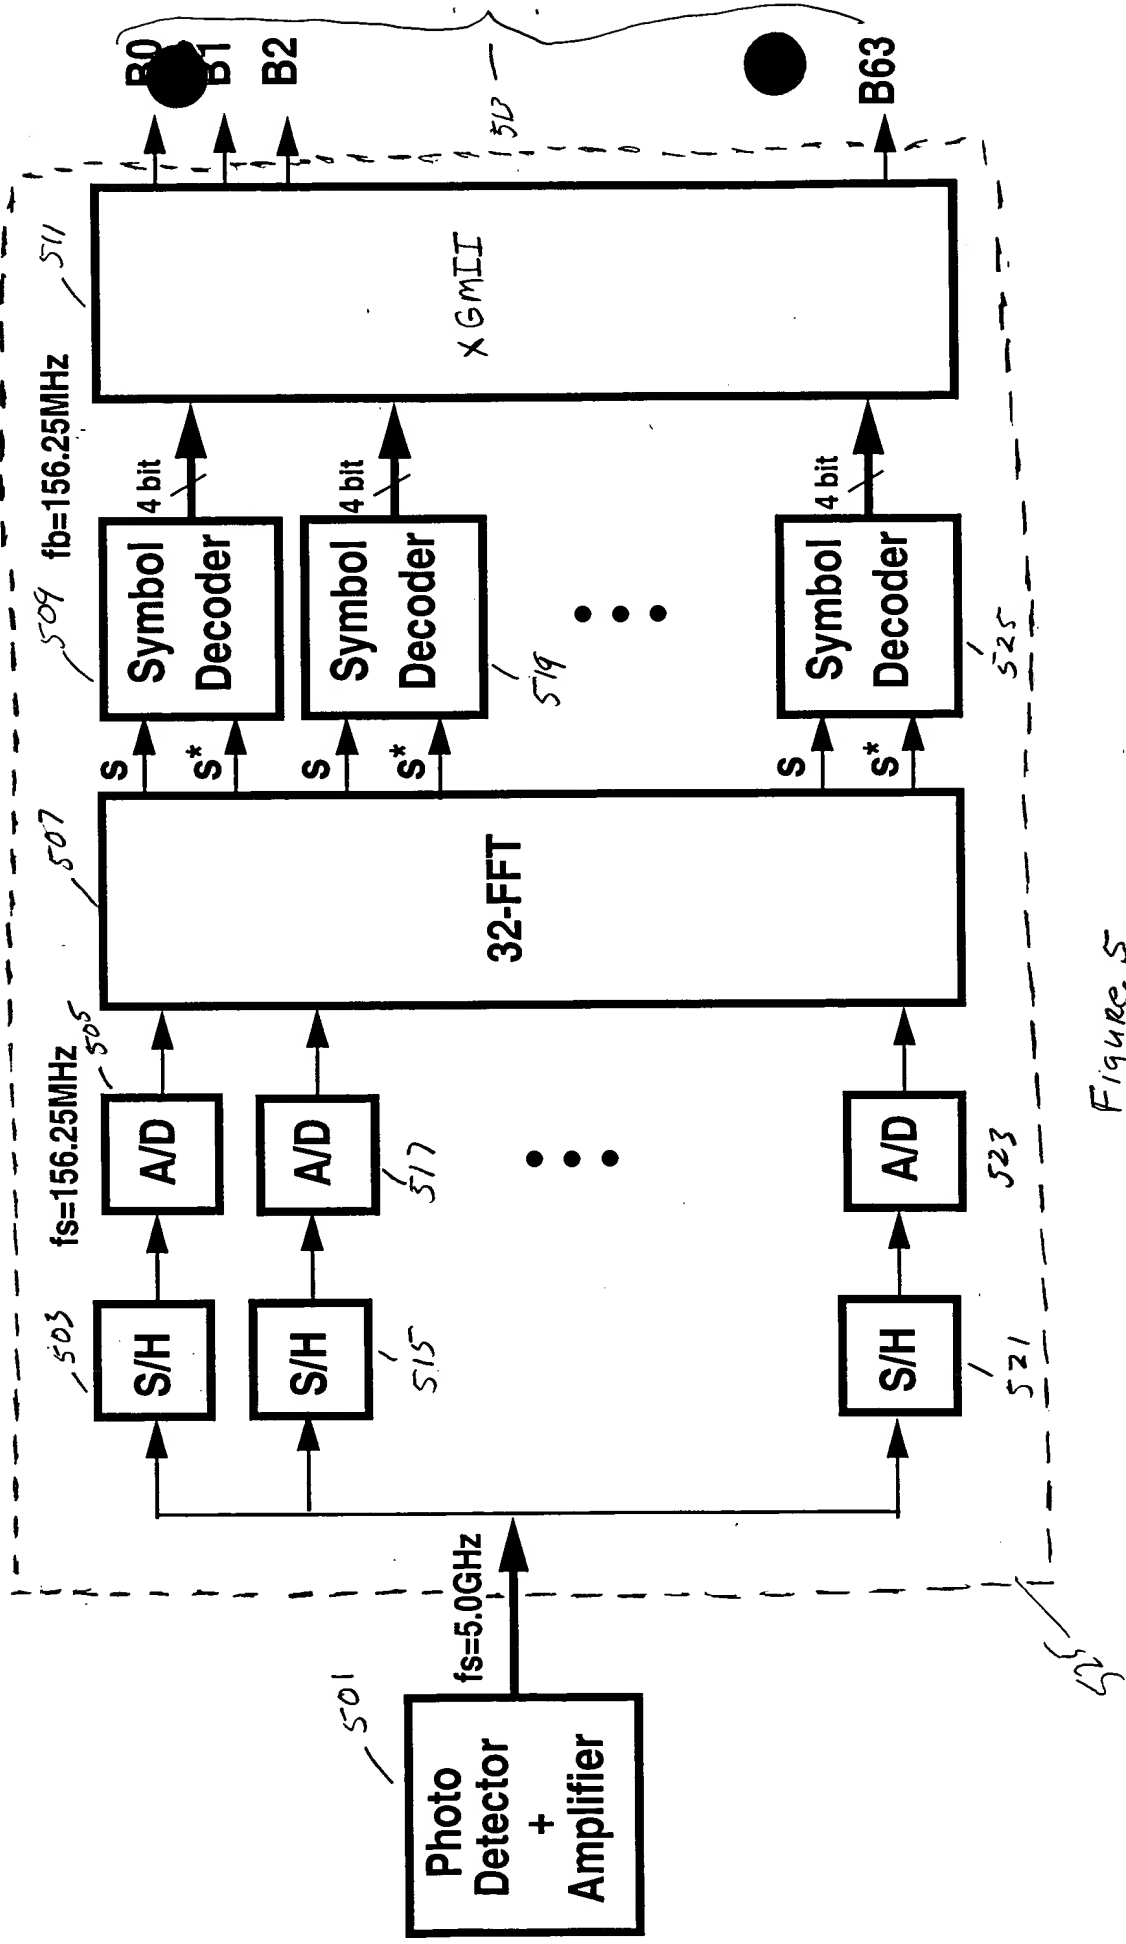 501
Photo
Detector
+
Amplifier
fs=5.0GHz
503
S/H
515
S/H
521
S/H
fs=156.25MHz
505
A/D
517
A/D
523
A/D
507
32-FFT
s
s*
s
s*
s
s*
509
Symbol
Decoder
519
Symbol
Decoder
525
Symbol
Decoder
fb=156.25MHz
4 bit
4 bit
4 bit
511
XGMII
B0
B1
B2
B63
513
525
Figure. 5